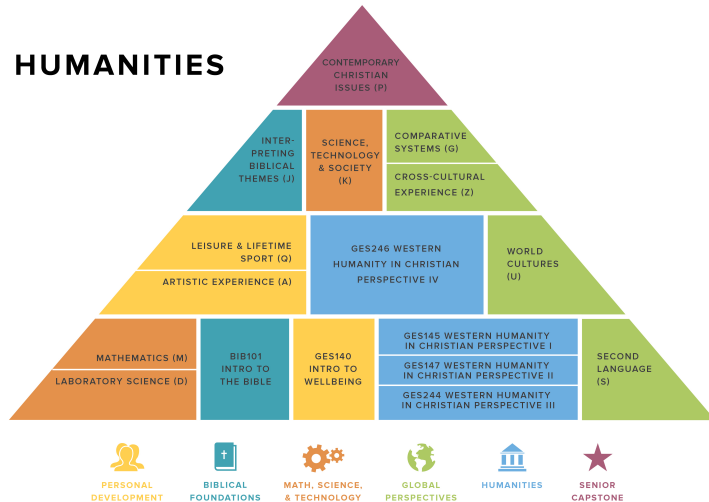 HUMANITIES
CONTEMPORARY
CHRISTIAN
ISSUES (P)
INTER-
PRETING
BIBLICAL
THEMES (J)
SCIENCE,
TECHNOLOGY
& SOCIETY
(K)
COMPARATIVE
SYSTEMS (G)
CROSS-CULTURAL
EXPERIENCE (Z)
LEISURE & LIFETIME
SPORT (Q)
ARTISTIC EXPERIENCE (A)
GES246 WESTERN
HUMANITY IN CHRISTIAN
PERSPECTIVE IV
WORLD
CULTURES
(U)
MATHEMATICS (M)
LABORATORY SCIENCE (D)
BIB101
INTRO TO
THE BIBLE
GES140
INTRO TO
WELLBEING
GES145 WESTERN HUMANITY
IN CHRISTIAN PERSPECTIVE I
GES147 WESTERN HUMANITY
IN CHRISTIAN PERSPECTIVE II
GES244 WESTERN HUMANITY
IN CHRISTIAN PERSPECTIVE III
SECOND
LANGUAGE
(S)
PERSONAL
DEVELOPMENT
BIBLICAL
FOUNDATIONS
MATH, SCIENCE,
& TECHNOLOGY
GLOBAL
PERSPECTIVES
HUMANITIES
SENIOR
CAPSTONE